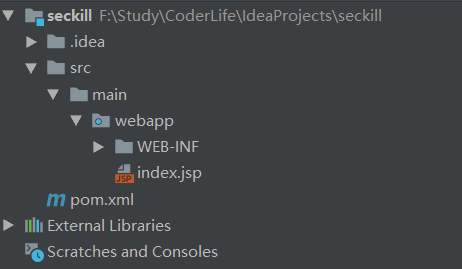 seckill F:\Study\CoderLife\IdeaProjects\seckill
.idea
src
main
webapp
WEB-INF
JSP index.jsp
m pom.xml
External Libraries
Scratches and Consoles